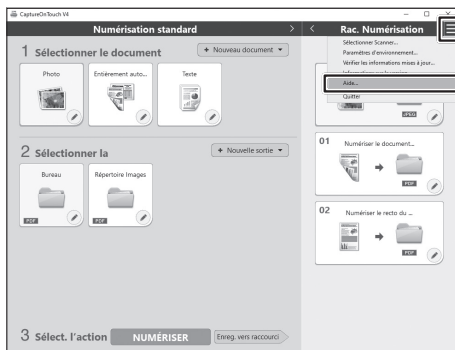 CaptureOnTouch V4
Numérisation standard
1 Sélectionner le document
+ Nouveau document
Photo
Entièrement auto...
Texte
2 Sélectionner la
+ Nouvelle sortie
Bureau
PDF
Répertoire Images
PDF
3 Sélect. l'action
NUMÉRISER
Enreg. vers raccourci
Rac. Numérisation
Sélectionner Scanner...
Paramètres d'environnement...
Vérifier les informations mises à jour...
Aide...
Quitter
JPEG
01 Numériser le document...
PDF
02 Numériser le recto du ...
PDF